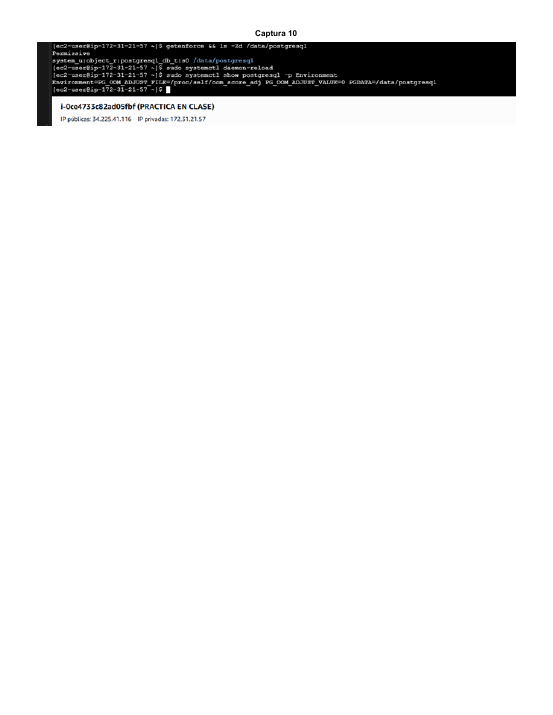 Captura 10
[ec2-user@ip-172-31-21-57 ~]$ getenforce && ls -Zd /data/postgresql
Permissive
system_u:object_r:postgresql_db_t:s0 /data/postgresql
[ec2-user@ip-172-31-21-57 ~]$ sudo systemctl daemon-reload
[ec2-user@ip-172-31-21-57 ~]$ sudo systemctl show postgresql -p Environment
Environment=PG_OOM_ADJUST_FILE=/proc/self/oom_score_adj PG_OOM_ADJUST_VALUE=0 PGDATA=/data/postgresql
[ec2-user@ip-172-31-21-57 ~]$
i-0ce4733c82ad05fbf (PRACTICA EN CLASE)
IP públicas: 34.225.41.116 IP privadas: 172.31.21.57